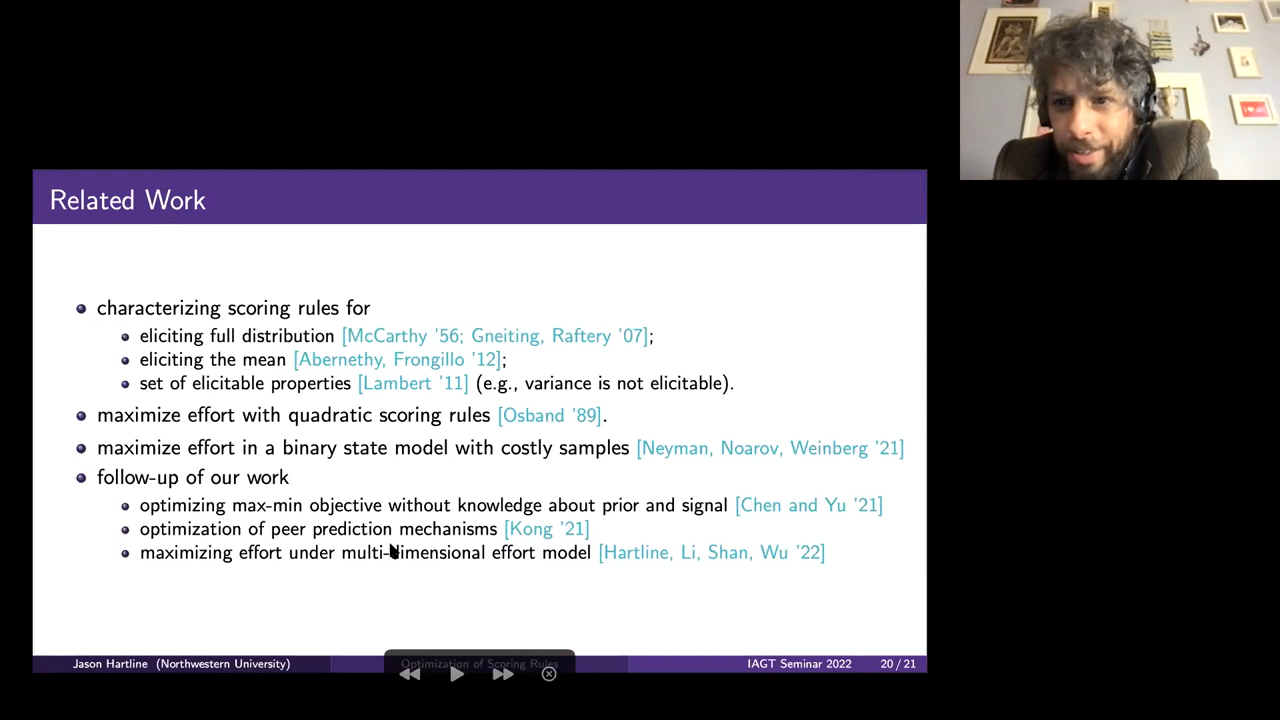 Related Work
characterizing scoring rules for
eliciting full distribution [McCarthy '56; Gneiting, Raftery '07];
eliciting the mean [Abernethy, Frongillo '12];
set of elicitable properties [Lambert '11] (e.g., variance is not elicitable).
maximize effort with quadratic scoring rules [Osband '89].
maximize effort in a binary state model with costly samples [Neyman, Noarov, Weinberg '21]
follow-up of our work
optimizing max-min objective without knowledge about prior and signal [Chen and Yu '21]
optimization of peer prediction mechanisms [Kong '21]
maximizing effort under multi-dimensional effort model [Hartline, Li, Shan, Wu '22]
Jason Hartline (Northwestern University) Optimization of Scoring Rules IAGT Seminar 2022 20 / 21